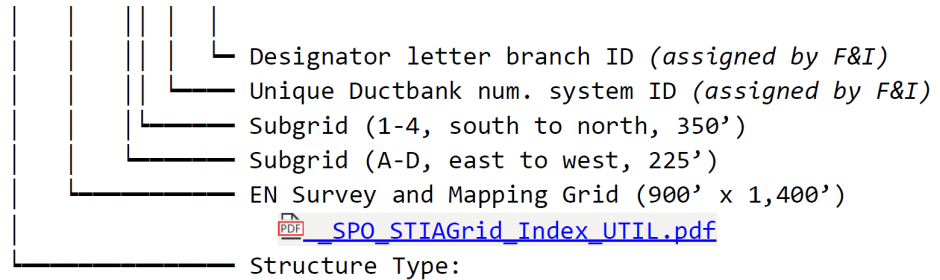 Designator letter branch ID (assigned by F&I)
Unique Ductbank num. system ID (assigned by F&I)
Subgrid (1-4, south to north, 350’)
Subgrid (A-D, east to west, 225’)
EN Survey and Mapping Grid (900’ x 1,400’)
PDF _SPO_STIAGrid_Index_UTIL.pdf
Structure Type: